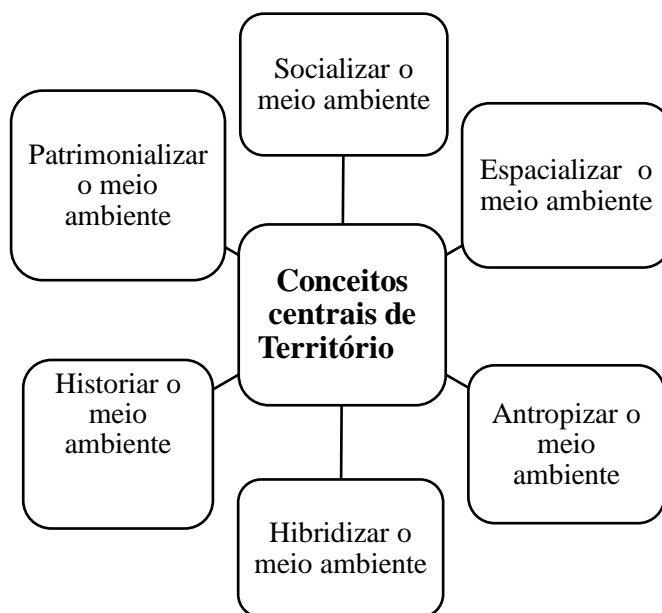 Socializar o
meio ambiente
Patrimonializar
o meio
ambiente
Espacializar o
meio ambiente
Conceitos
centrais de
Território
Historiar o
meio
ambiente
Antropizar o
meio
ambiente
Hibridizar o
meio ambiente